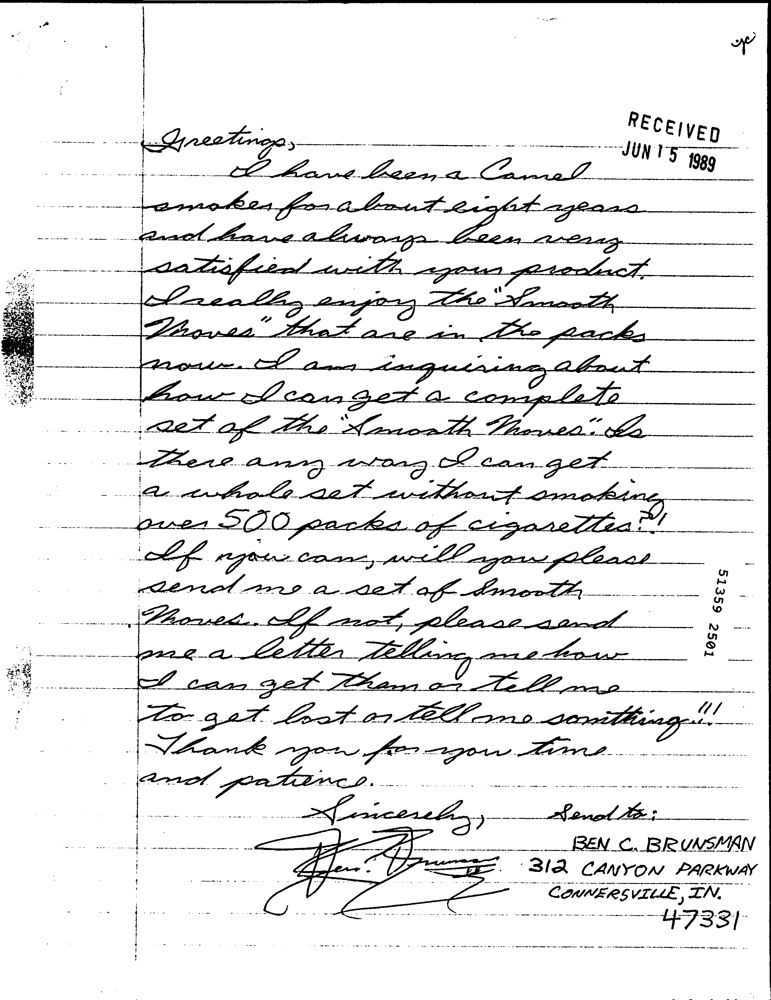 RECEIVED
JUN 15 1989
Greetings,
I have been a Camel
smoker for about eight years
and have always been very
satisfied with your product.
I really enjoy the "Smooth
Moves" that are in the packs
now. I am inquiring about
how I can get a complete
set of the "Smooth Moves". Is
there any way I can get
a whole set without smoking
over 500 packs of cigarettes?!
If you can, will you please
send me a set of Smooth
Moves. If not, please send
me a letter telling me how
I can get them or tell me
to get lost or tell me somthing!!!
Thank you for you time
and patience.
Sincerely,
Ben C. Brunsman
Send to:
BEN C. BRUNSMAN
312 CANYON PARKWAY
CONNERSVILLE, IN.
47331
51359 2501